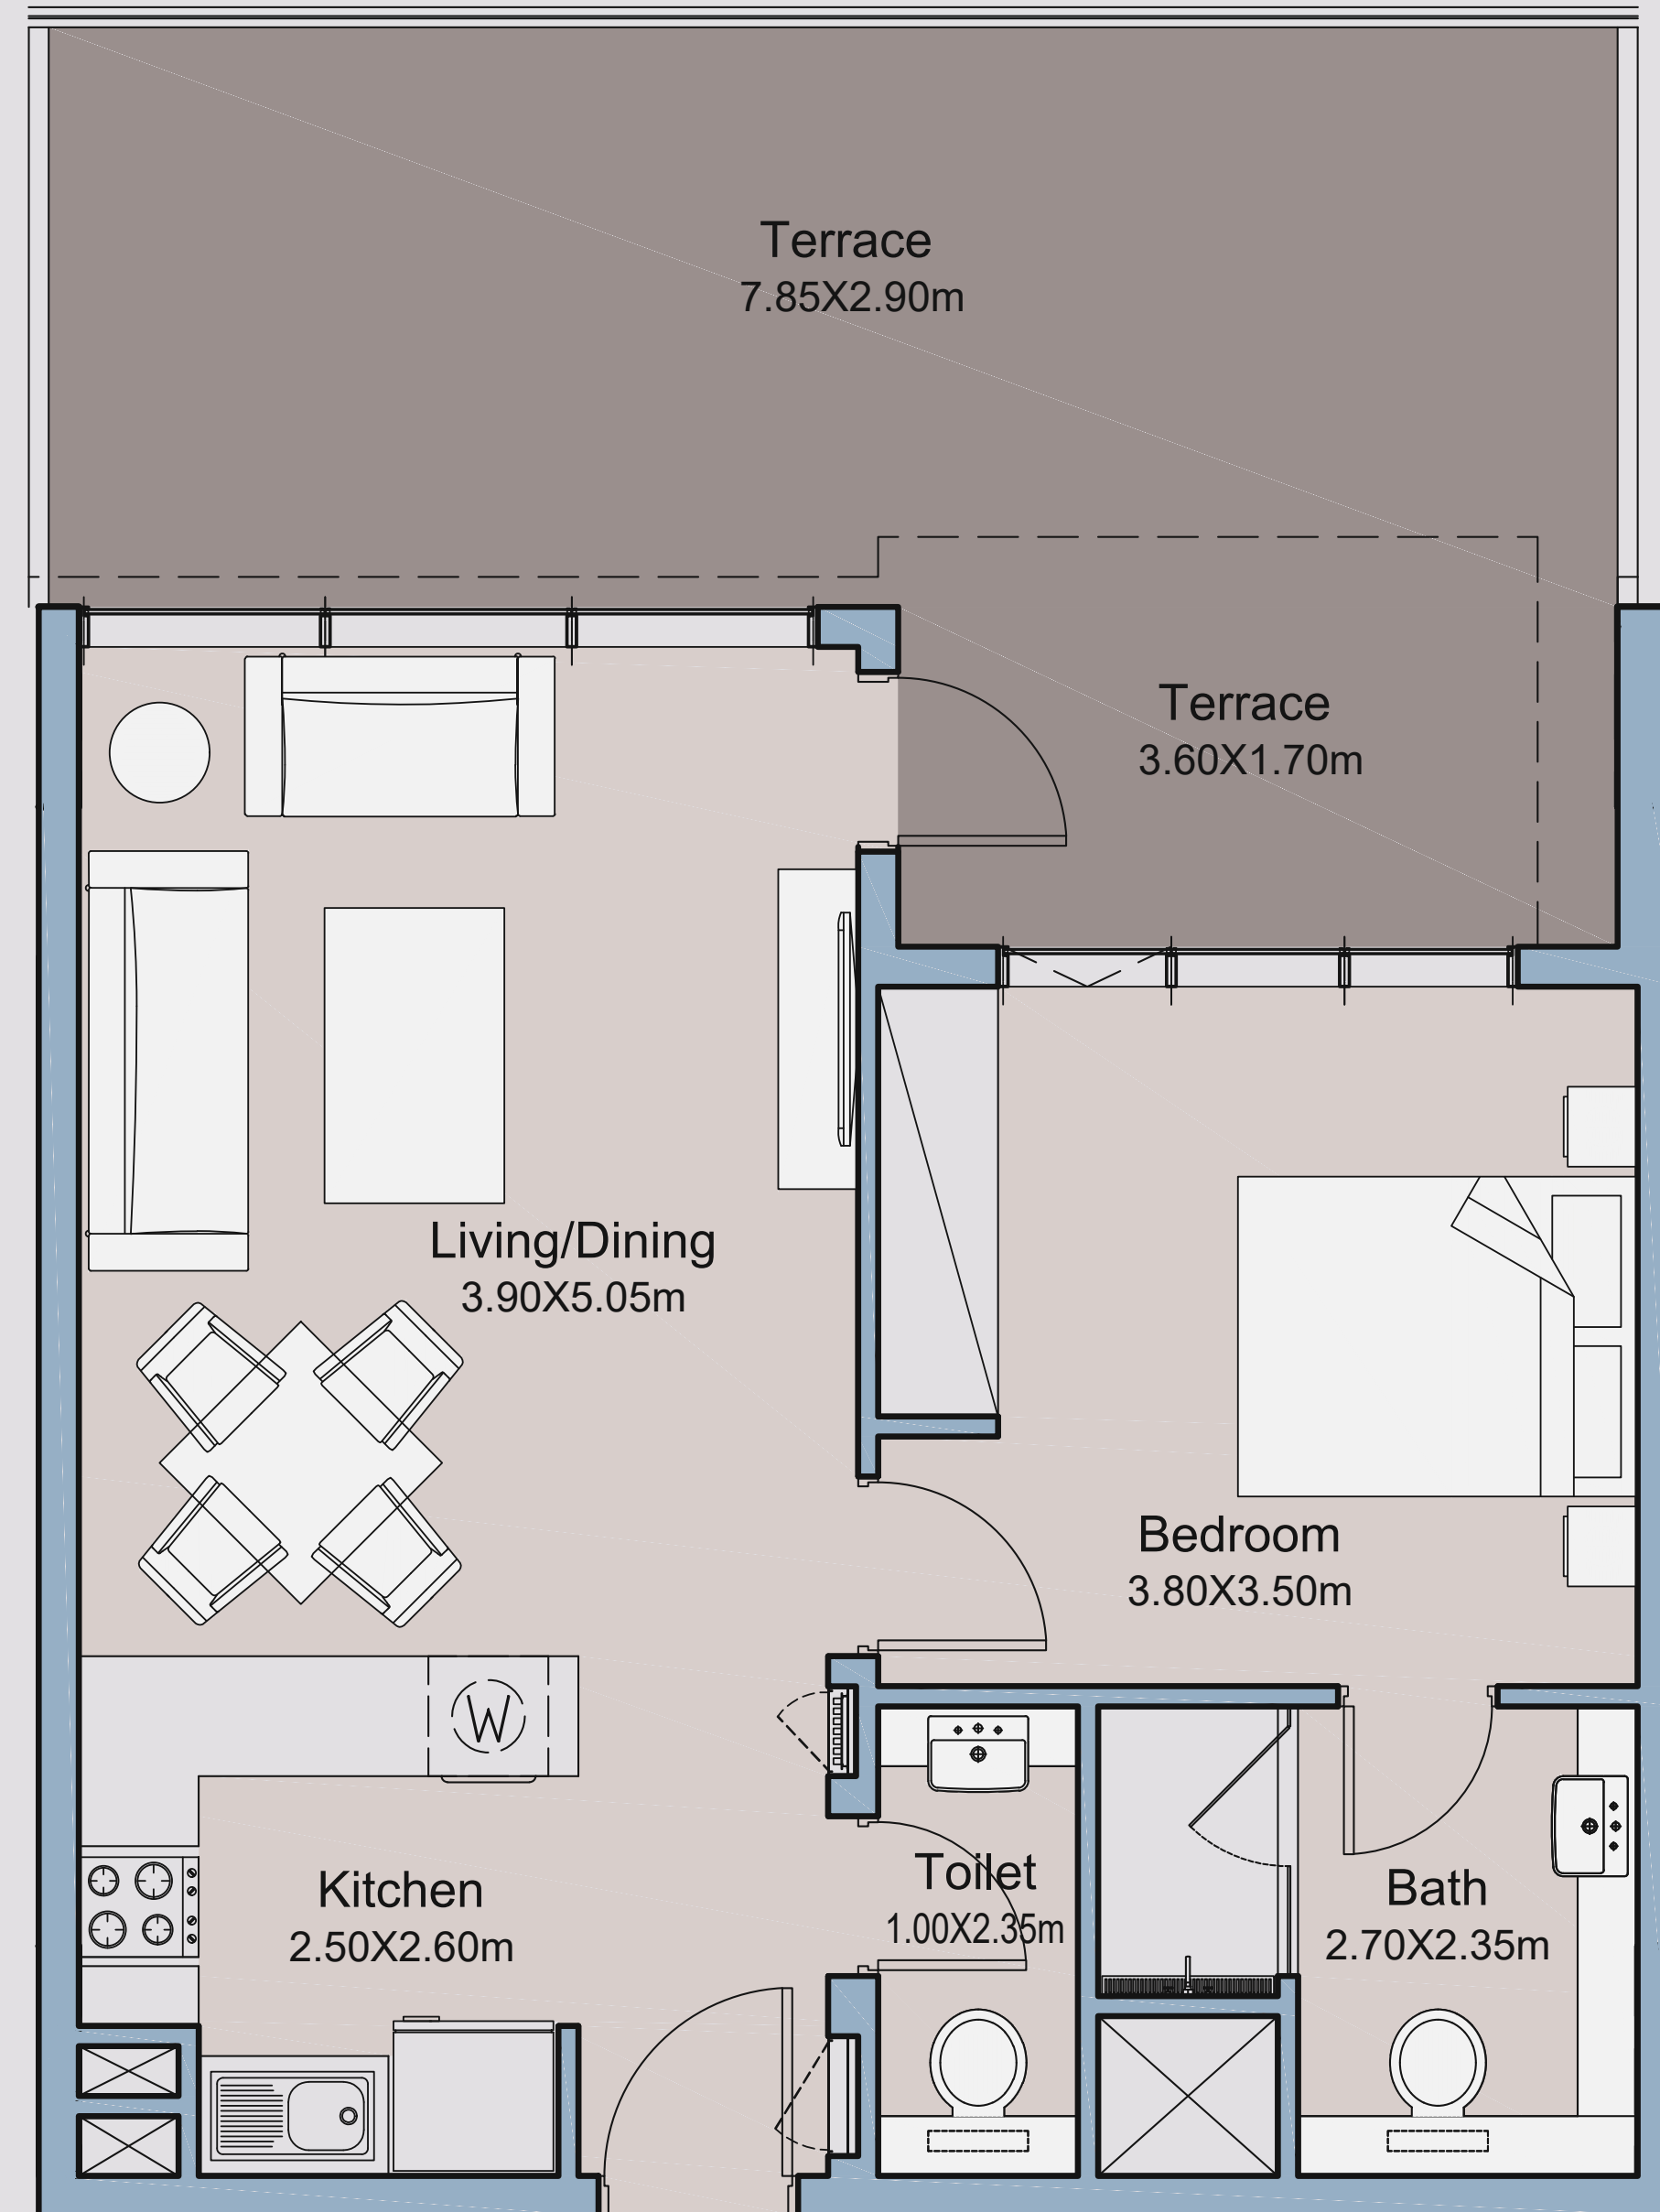 Terrace
7.85X2.90m
Terrace
3.60X1.70m
Living/Dining
3.90X5.05m
Bedroom
3.80X3.50m
W
Kitchen
2.50X2.60m
Toilet
1.00X2.35m
Bath
2.70X2.35m